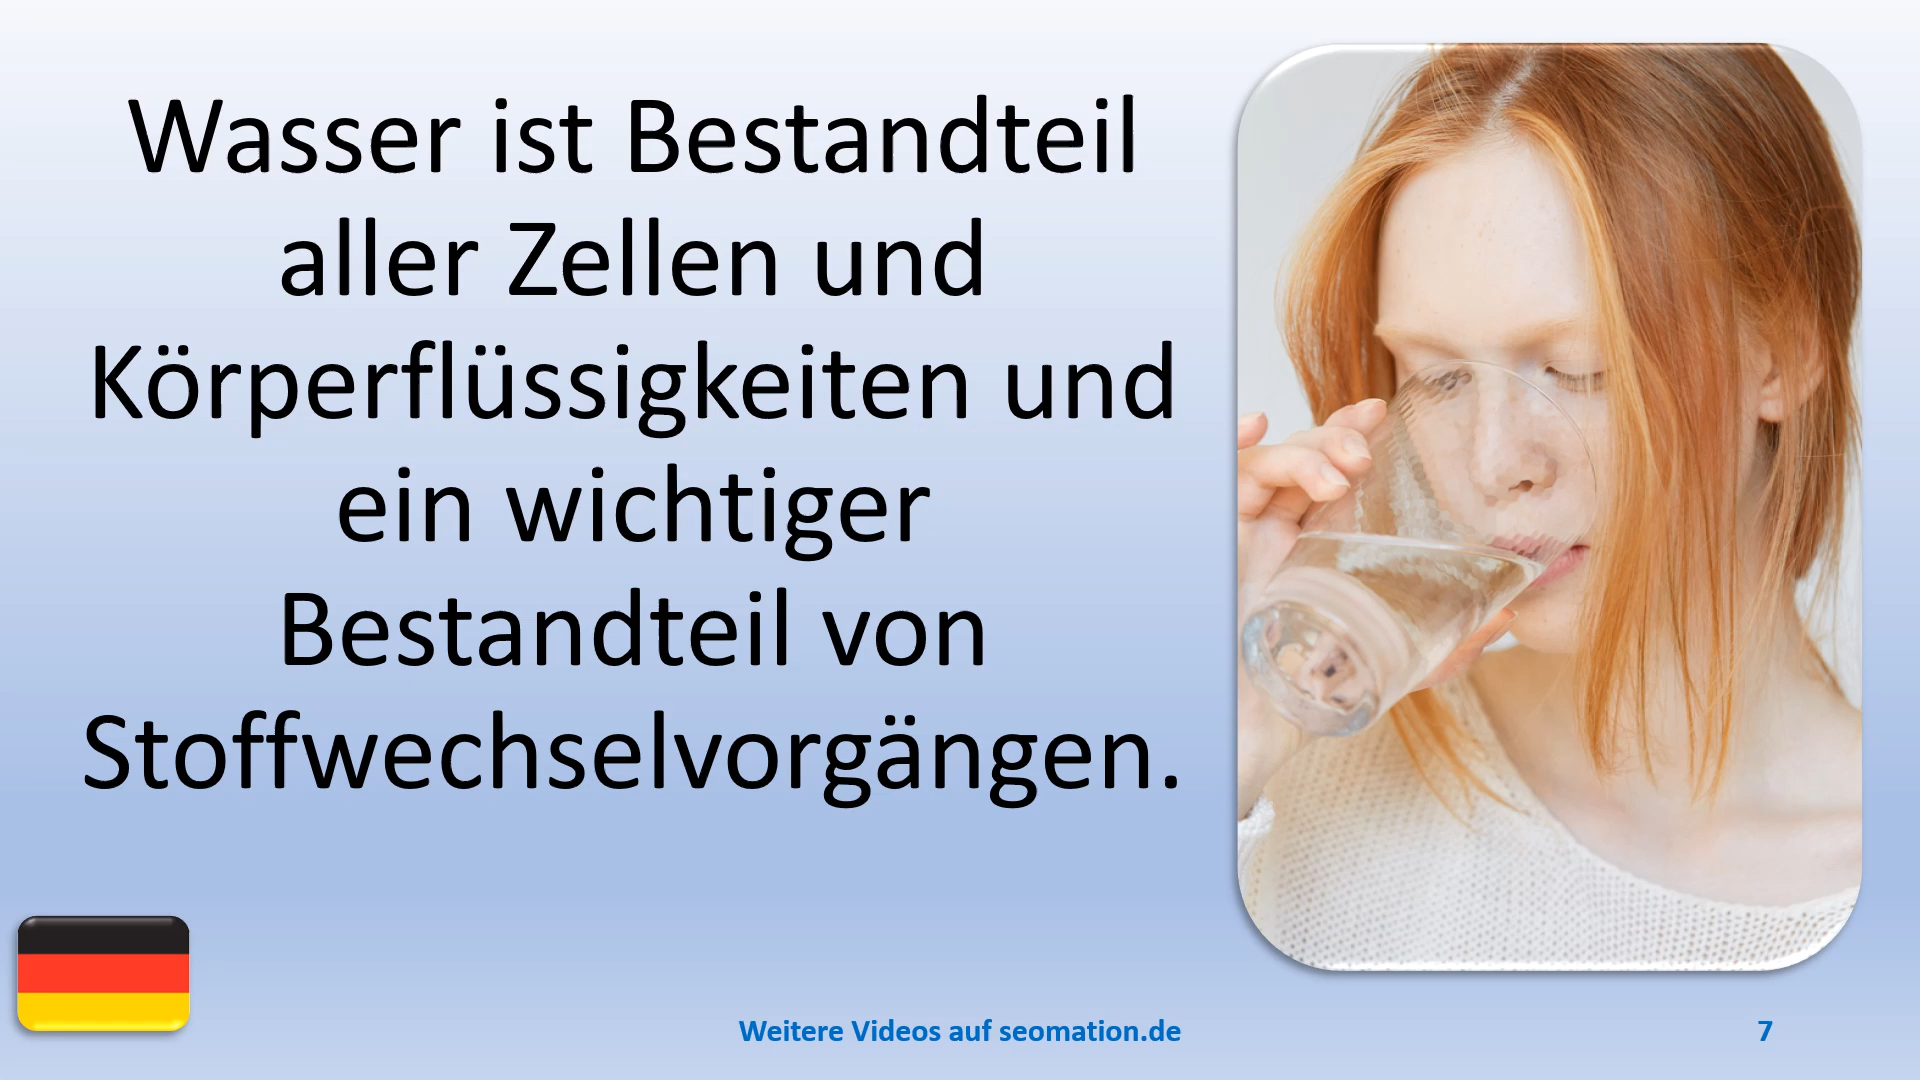 Wasser ist Bestandteil
aller Zellen und
Körperflüssigkeiten und
ein wichtiger
Bestandteil von
Stoffwechselvorgängen.
Weitere Videos auf seomation.de
7